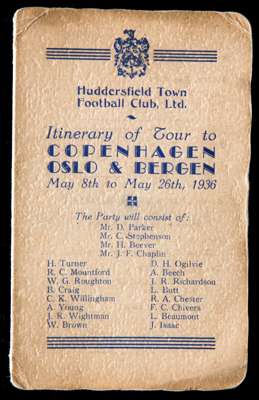 Huddersfield Town
Football Club, Ltd.
Itinerary of Tour to
COPENHAGEN
OSLO & BERGEN
May 8th to May 26th, 1936
The Party will consist of:
Mr. D. Parker
Mr. C. Stephenson
Mr. H. Beever
Mr. J. F. Chaplin
H. Turner
R. C. Mountford
W. G. Roughton
B. Craig
C. K. Willingham
A. Young
J. K. Wightman
W. Brown
D. H. Ogilvie
A. Beech
J. R. Richardson
L. Butt
R. A. Chester
F. C. Chivers
L. Beaumont
J. Isaac